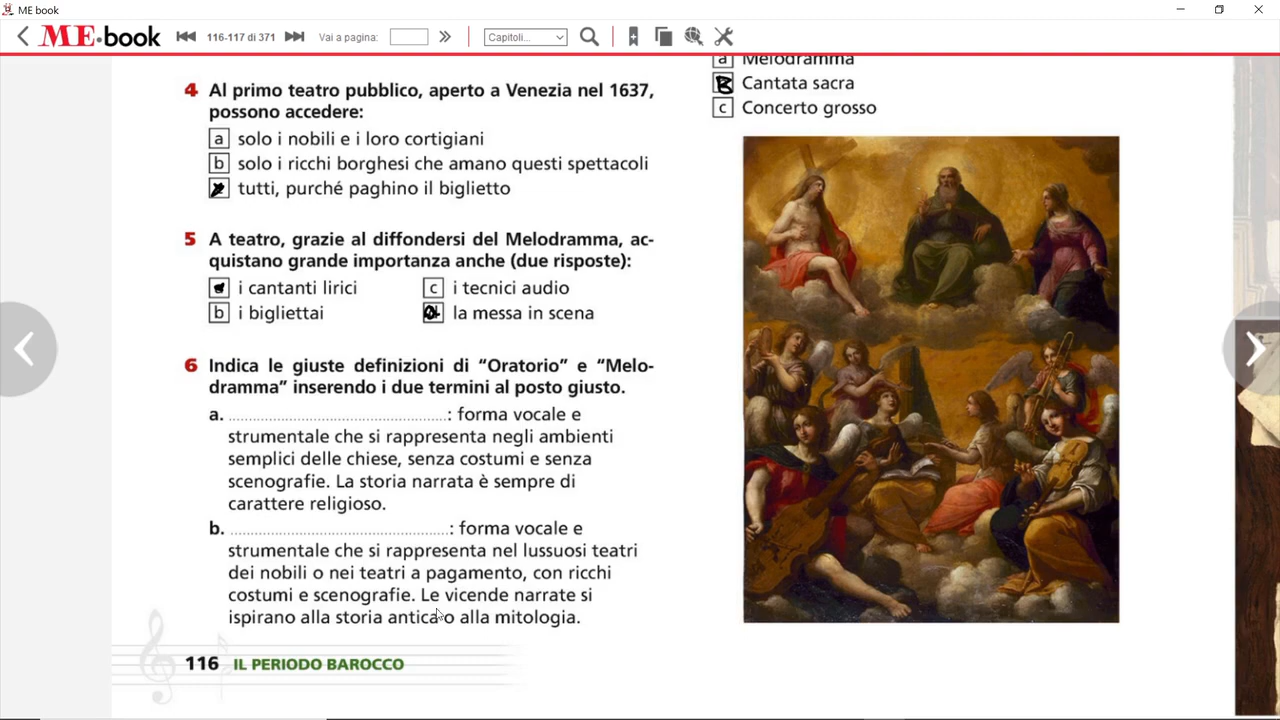 ME book
ME•book
116-117 di 371
Vai a pagina:
Capitoli...
4 Al primo teatro pubblico, aperto a Venezia nel 1637,
possono accedere:
a solo i nobili e i loro cortigiani
b solo i ricchi borghesi che amano questi spettacoli
tutti, purché paghino il biglietto
5 A teatro, grazie al diffondersi del Melodramma, ac-
quistano grande importanza anche (due risposte):
i cantanti lirici
b i bigliettai
c i tecnici audio
la messa in scena
6 Indica le giuste definizioni di “Oratorio” e “Melo-
dramma” inserendo i due termini al posto giusto.
a. ................................................: forma vocale e
strumentale che si rappresenta negli ambienti
semplici delle chiese, senza costumi e senza
scenografie. La storia narrata è sempre di
carattere religioso.
b. ................................................: forma vocale e
strumentale che si rappresenta nel lussuosi teatri
dei nobili o nei teatri a pagamento, con ricchi
costumi e scenografie. Le vicende narrate si
ispirano alla storia antica o alla mitologia.
116 IL PERIODO BAROCCO
a Melodramma
B Cantata sacra
c Concerto grosso